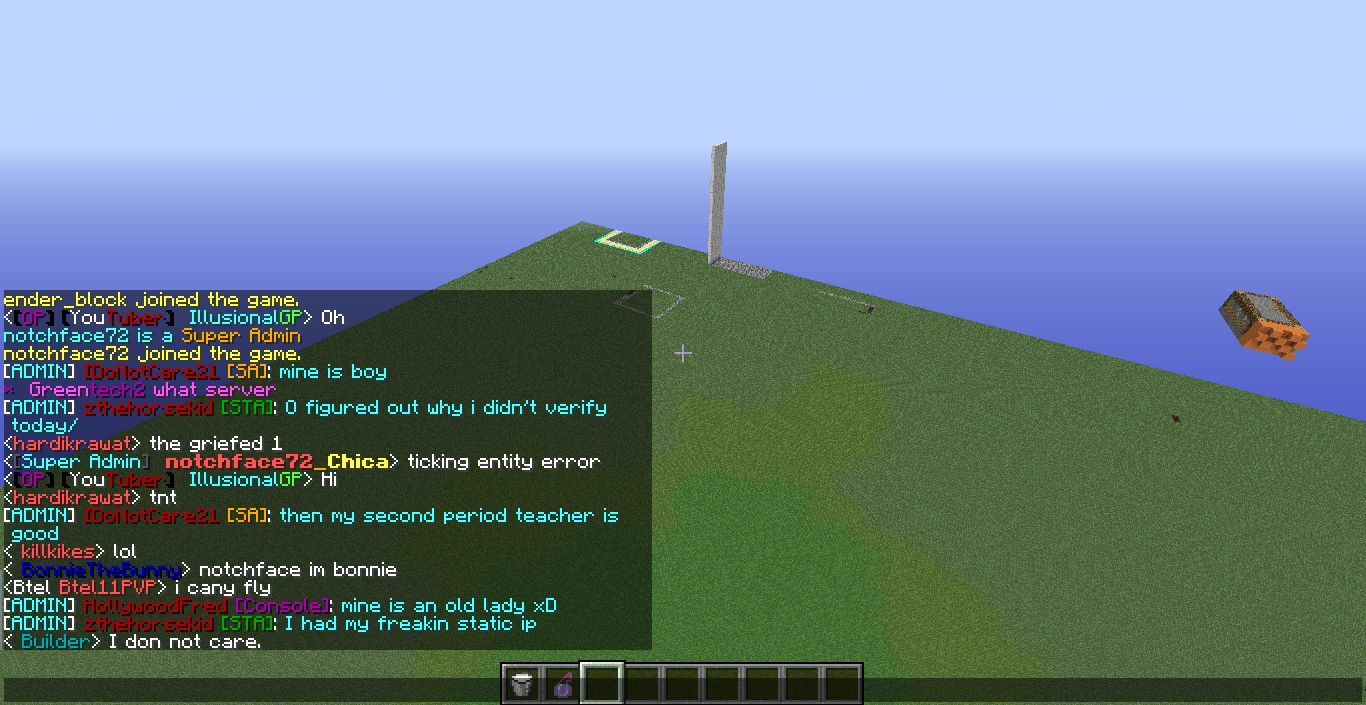 ender_block joined the game.
<[OP] [YouTuber] IllusionalGP> Oh
notchface72 is a Super Admin
notchface72 joined the game.
[ADMIN] IDoNotCare21 [SA]: mine is boy
* Greentech2 what server
[ADMIN] zthehorsekid [STA]: O figured out why i didn't verify
today/
<hardikrawat> the griefed 1
<[Super Admin] notchface72_Chica> ticking entity error
<[OP] [YouTuber] IllusionalGP> Hi
<hardikrawat> tnt
[ADMIN] IDoNotCare21 [SA]: then my second period teacher is
good
< killkikes> lol
< BonnieTheBunny> notchface im bonnie
<Btel Btel11PVP> i cany fly
[ADMIN] HollywoodFred [Console]: mine is an old lady xD
[ADMIN] zthehorsekid [STA]: I had my freakin static ip
< Builder> I don not care.